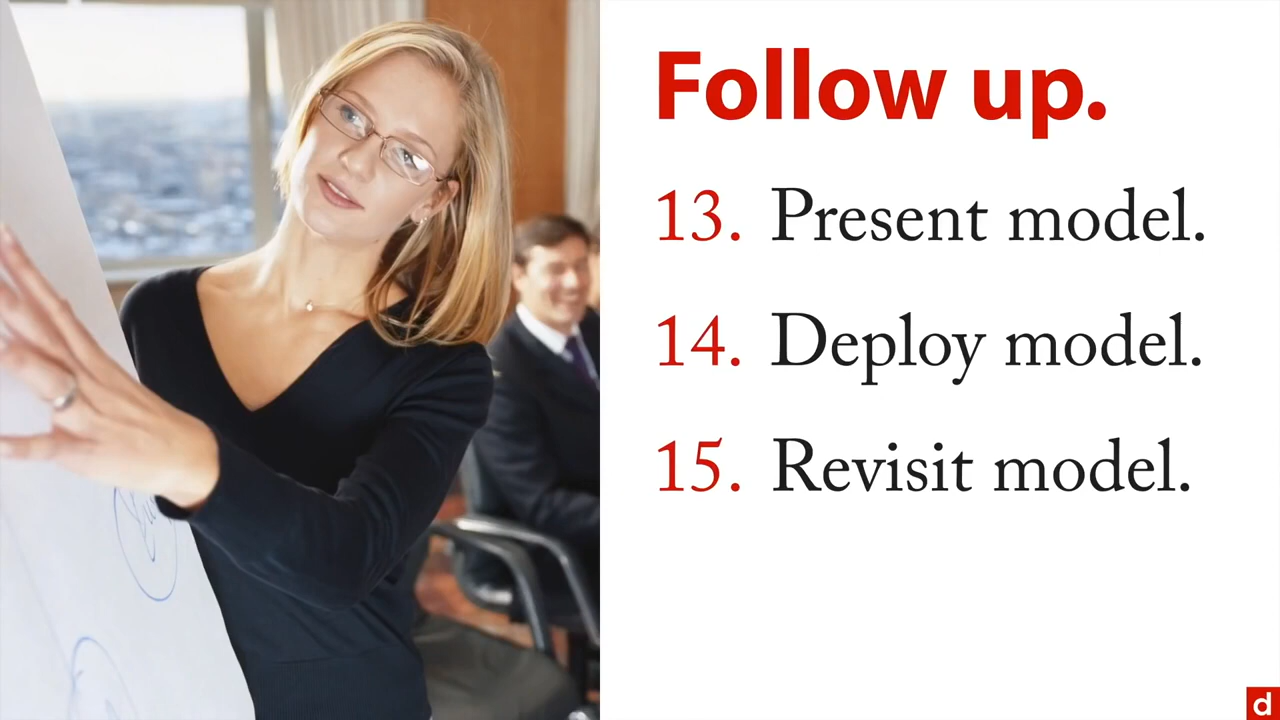 Follow up.
13. Present model.
14. Deploy model.
15. Revisit model.
d